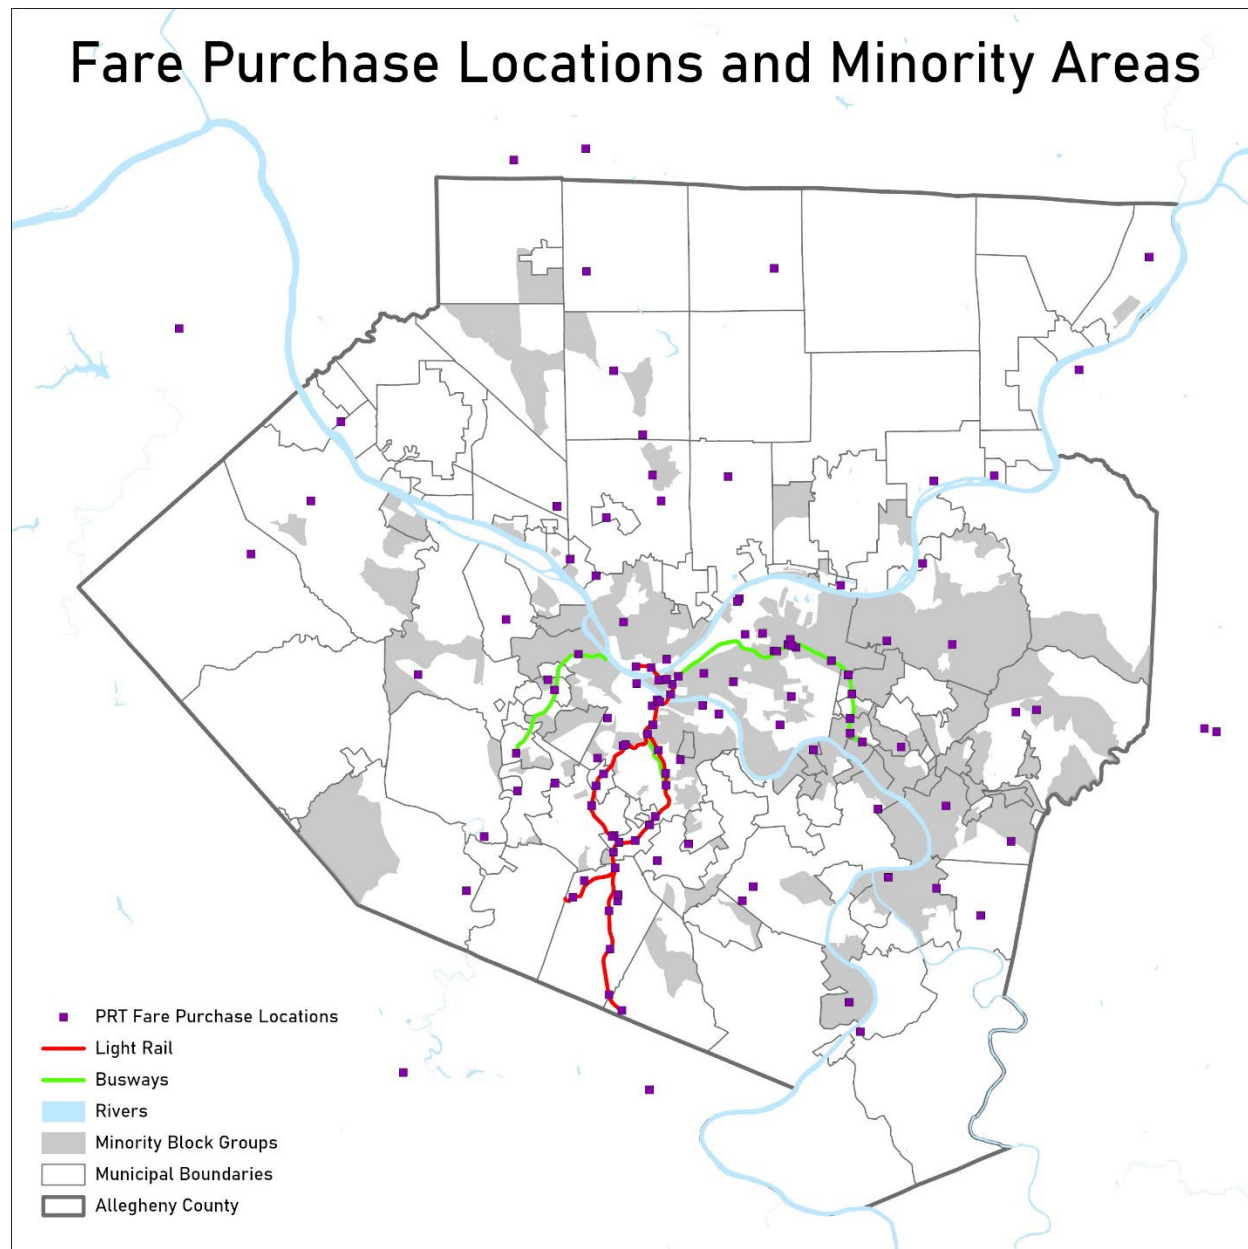 Fare Purchase Locations and Minority Areas
PRT Fare Purchase Locations
Light Rail
Busways
Rivers
Minority Block Groups
Municipal Boundaries
Allegheny County